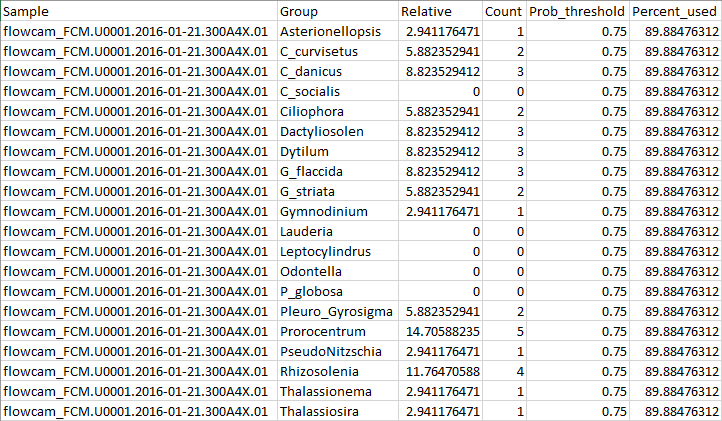 Sample Group Relative Count Prob_threshold Percent_used
flowcam_FCM.U0001.2016-01-21.300A4X.01 Asterionellopsis 2.941176471 1 0.75 89.88476312
flowcam_FCM.U0001.2016-01-21.300A4X.01 C_curvisetus 5.882352941 2 0.75 89.88476312
flowcam_FCM.U0001.2016-01-21.300A4X.01 C_danicus 8.823529412 3 0.75 89.88476312
flowcam_FCM.U0001.2016-01-21.300A4X.01 C_socialis 0 0 0.75 89.88476312
flowcam_FCM.U0001.2016-01-21.300A4X.01 Ciliophora 5.882352941 2 0.75 89.88476312
flowcam_FCM.U0001.2016-01-21.300A4X.01 Dactyliosolen 8.823529412 3 0.75 89.88476312
flowcam_FCM.U0001.2016-01-21.300A4X.01 Dytilum 8.823529412 3 0.75 89.88476312
flowcam_FCM.U0001.2016-01-21.300A4X.01 G_flaccida 8.823529412 3 0.75 89.88476312
flowcam_FCM.U0001.2016-01-21.300A4X.01 G_striata 5.882352941 2 0.75 89.88476312
flowcam_FCM.U0001.2016-01-21.300A4X.01 Gymnodinium 2.941176471 1 0.75 89.88476312
flowcam_FCM.U0001.2016-01-21.300A4X.01 Lauderia 0 0 0.75 89.88476312
flowcam_FCM.U0001.2016-01-21.300A4X.01 Leptocylindrus 0 0 0.75 89.88476312
flowcam_FCM.U0001.2016-01-21.300A4X.01 Odontella 0 0 0.75 89.88476312
flowcam_FCM.U0001.2016-01-21.300A4X.01 P_globosa 0 0 0.75 89.88476312
flowcam_FCM.U0001.2016-01-21.300A4X.01 Pleuro_Gyrosigma 5.882352941 2 0.75 89.88476312
flowcam_FCM.U0001.2016-01-21.300A4X.01 Prorocentrum 14.70588235 5 0.75 89.88476312
flowcam_FCM.U0001.2016-01-21.300A4X.01 PseudoNitzschia 2.941176471 1 0.75 89.88476312
flowcam_FCM.U0001.2016-01-21.300A4X.01 Rhizosolenia 11.76470588 4 0.75 89.88476312
flowcam_FCM.U0001.2016-01-21.300A4X.01 Thalassionema 2.941176471 1 0.75 89.88476312
flowcam_FCM.U0001.2016-01-21.300A4X.01 Thalassiosira 2.941176471 1 0.75 89.88476312